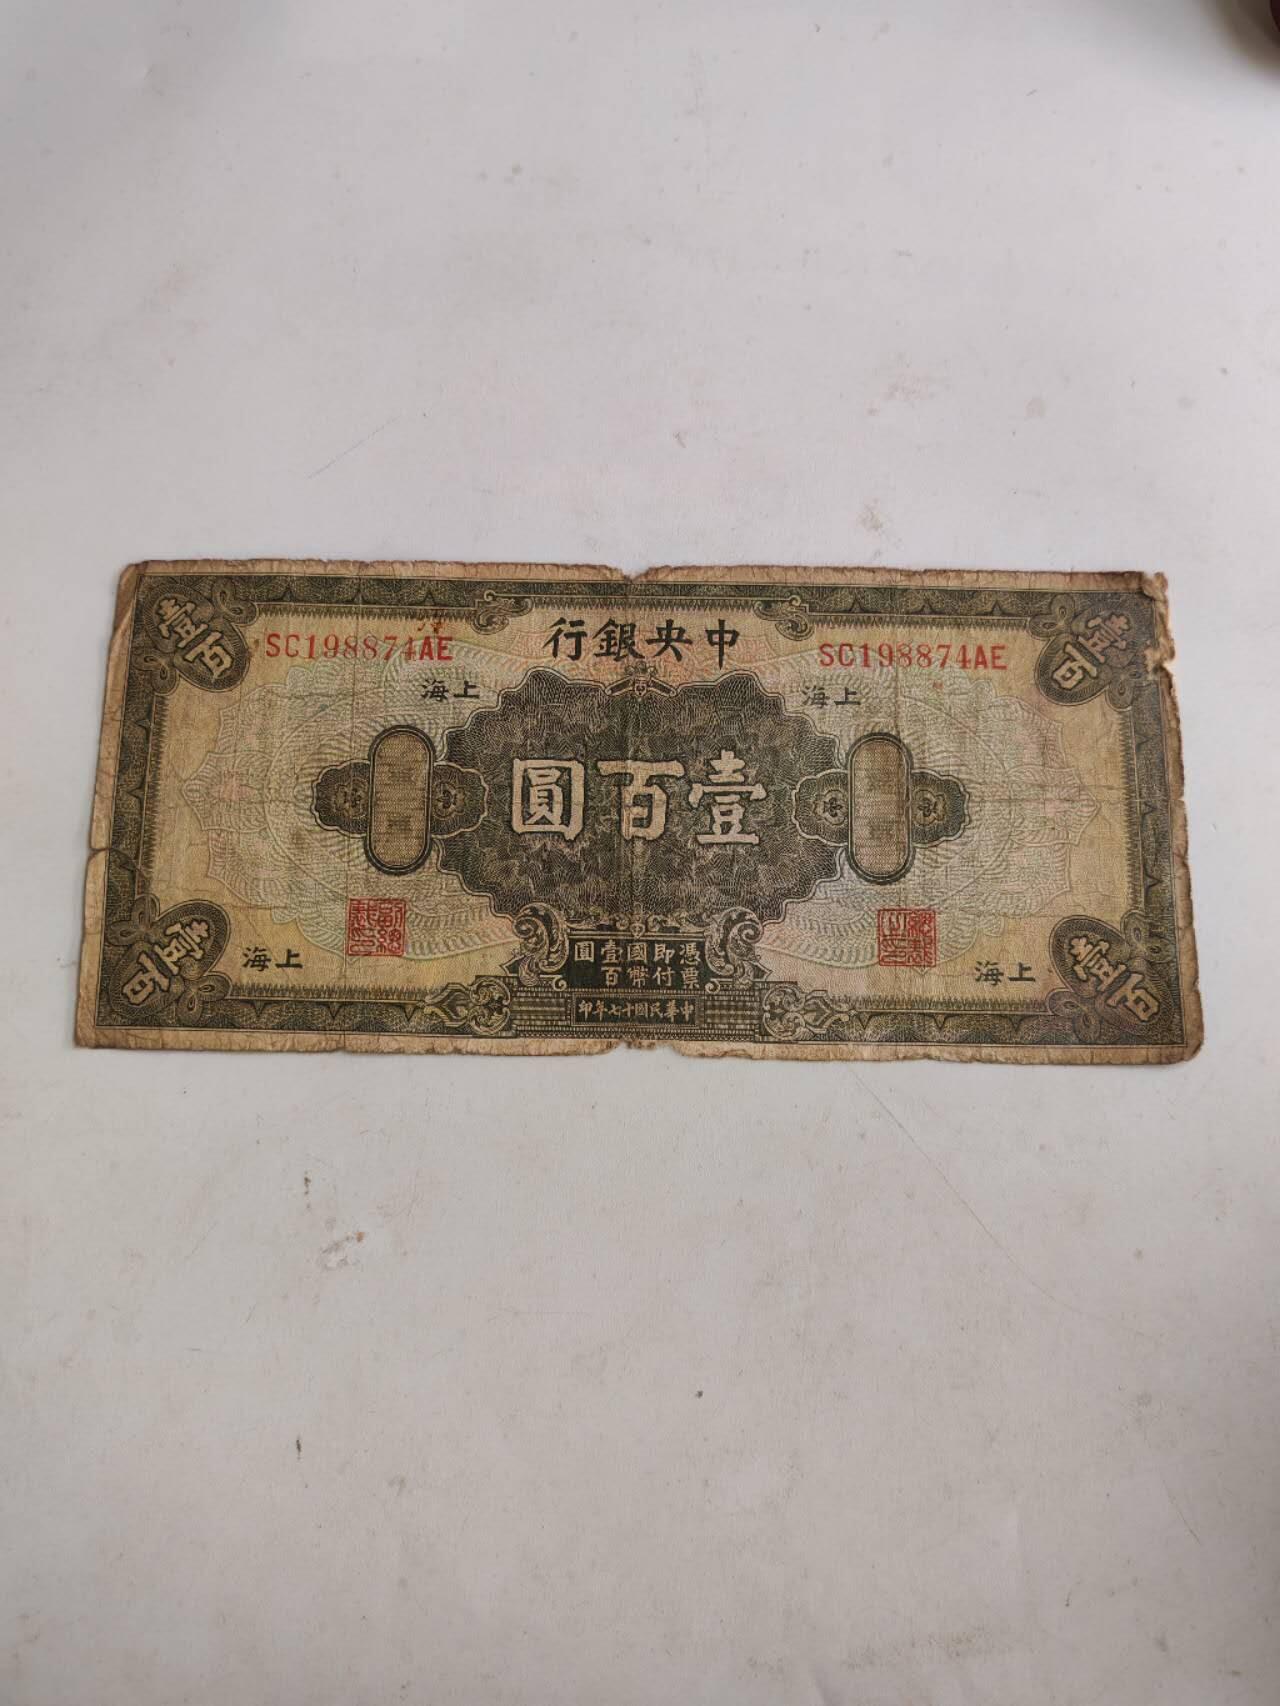 壹百
壹百
SC198874AE
中央銀行
SC198874AE
上海
上海
壹百圓
上海
上海
憑票
即付
國幣
壹百
圓
中華民國十七年印
壹百
壹百